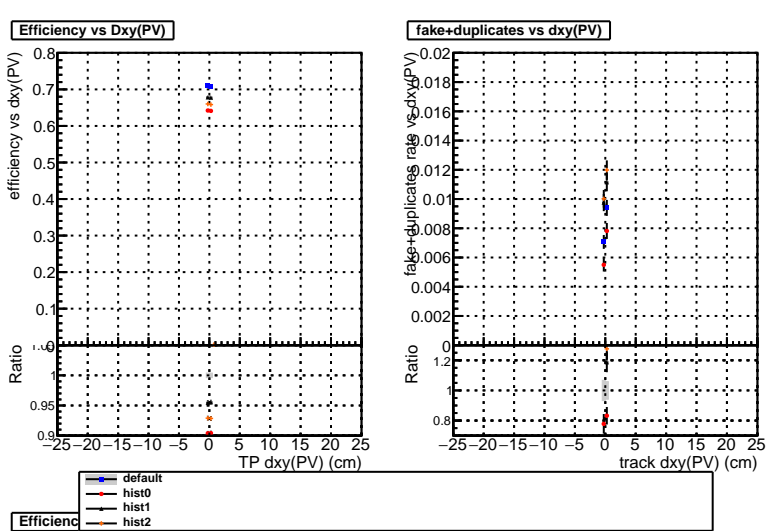 Efficiency vs Dxy(PV)
efficiency vs dxy(PV)
0.8
0.7
0.6
0.5
0.4
0.3
0.2
0.1
0
Ratio
1
0.95
0.9
−25 −20 −15 −10 −5 0 5 10 15 20 25
TP dxy(PV) (cm)
fake+duplicates vs dxy(PV)
fake+duplicates rate vs dxy(PV)
0.02
0.018
0.016
0.014
0.012
0.01
0.008
0.006
0.004
0.002
0
Ratio
1.2
1
0.8
−25 −20 −15 −10 −5 0 5 10 15 20 25
track dxy(PV) (cm)
default
hist0
hist1
hist2
Efficienc